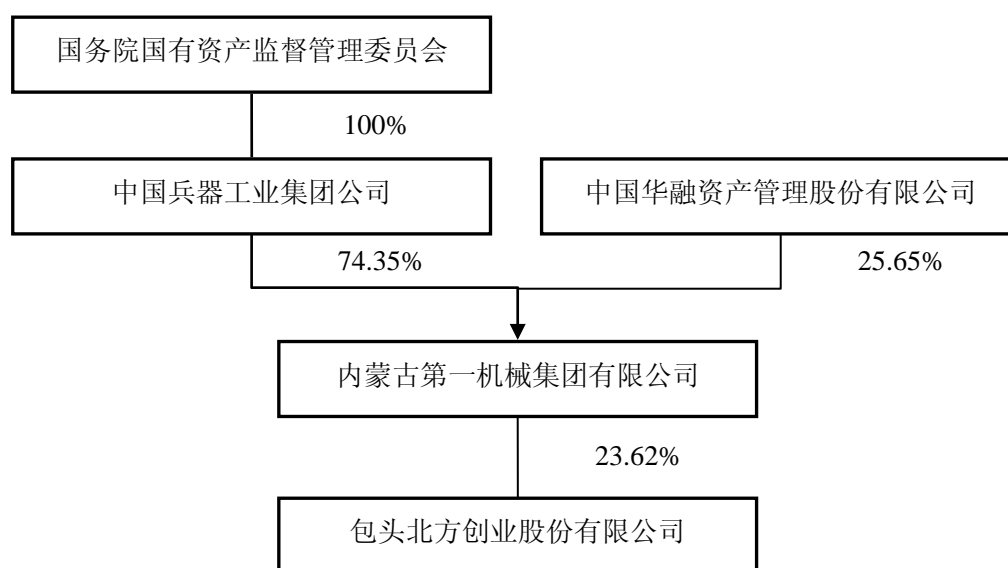 国务院国有资产监督管理委员会
100%
中国兵器工业集团公司
中国华融资产管理股份有限公司
74.35%
25.65%
内蒙古第一机械集团有限公司
23.62%
包头北方创业股份有限公司